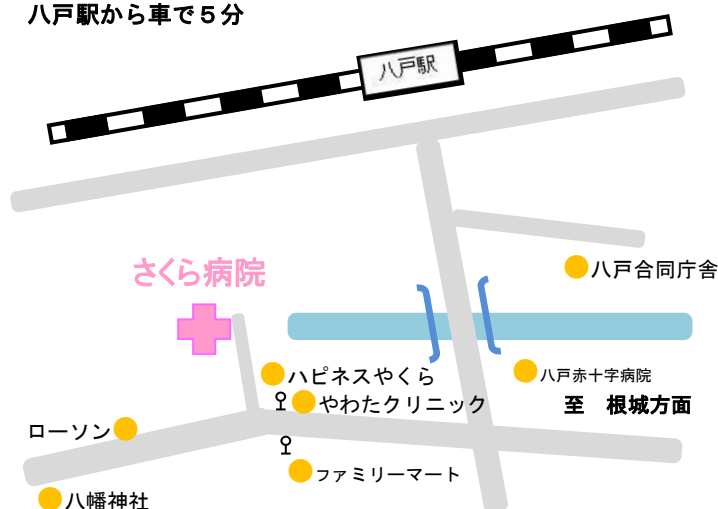 八戸駅から車で５分
八戸駅
さくら病院
八戸合同庁舎
ハピネスやくら
八戸赤十字病院
やわたクリニック
至　根城方面
ローソン
ファミリーマート
八幡神社